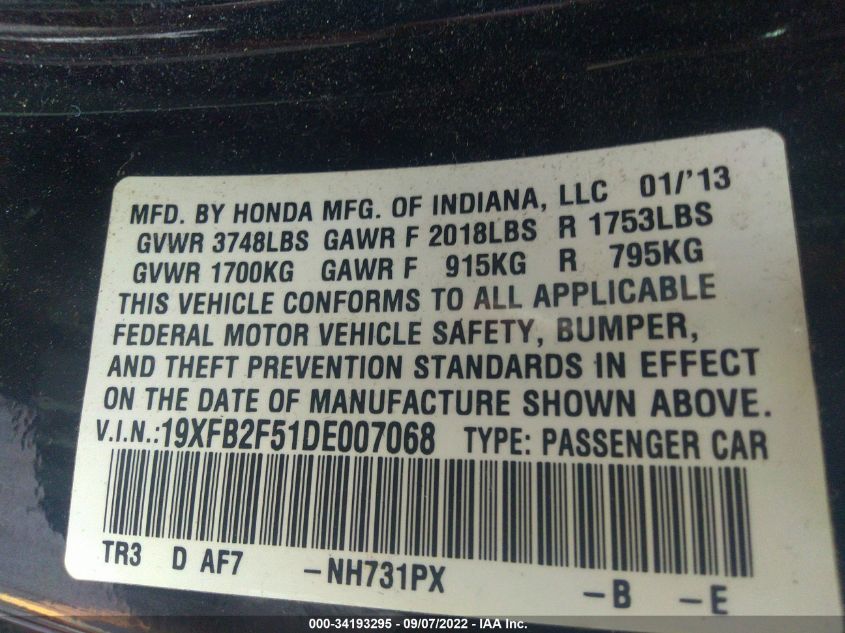 MFD. BY HONDA MFG. OF INDIANA, LLC 01/'13
GVWR 3748LBS GAWR F 2018LBS R 1753LBS
GVWR 1700KG GAWR F 915KG R 795KG
THIS VEHICLE CONFORMS TO ALL APPLICABLE
FEDERAL MOTOR VEHICLE SAFETY, BUMPER,
AND THEFT PREVENTION STANDARDS IN EFFECT
ON THE DATE OF MANUFACTURE SHOWN ABOVE.
V.I.N.:19XFB2F51DE007068 TYPE: PASSENGER CAR
TR3 D AF7 -NH731PX -B -E
000-34193295 - 09/07/2022 - IAA Inc.